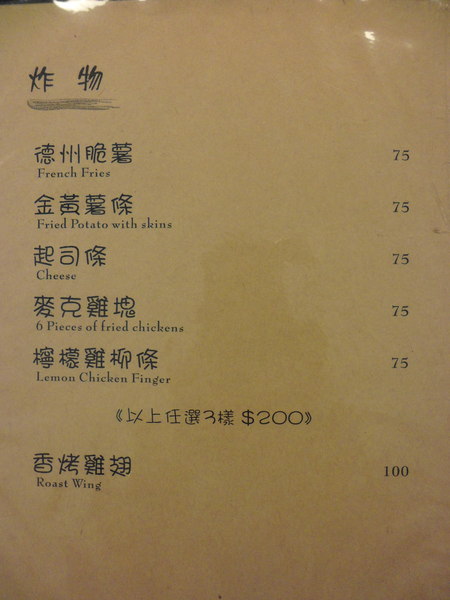 炸物
德州脆薯 75
French Fries
金黃薯條 75
Fried Potato with skins
起司條 75
Cheese
麥克雞塊 75
6 Pieces of fried chickens
檸檬雞柳條 75
Lemon Chicken Finger
《以上任選3樣 $200》
香烤雞翅 100
Roast Wing